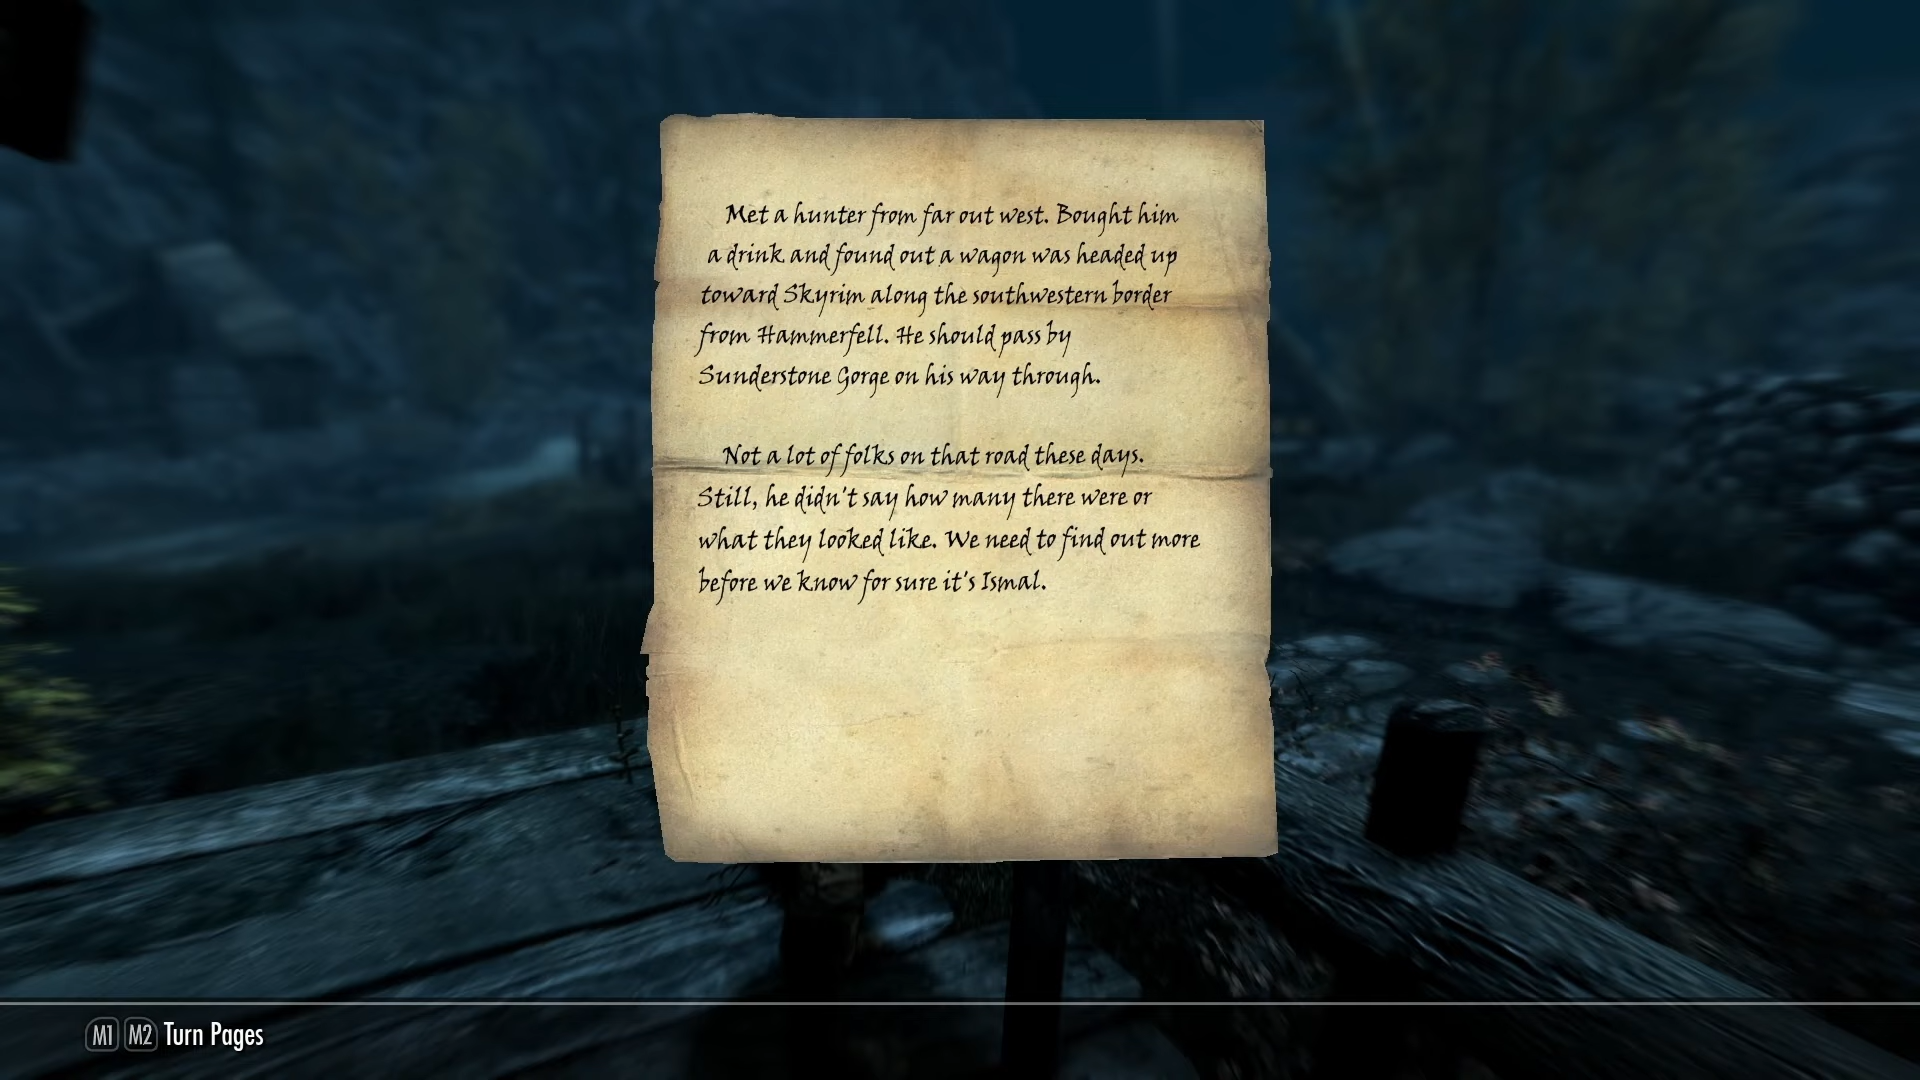 Met a hunter from far out west. Bought him
a drink and found out a wagon was headed up
toward Skyrim along the southwestern border
from Hammerfell. He should pass by
Sunderstone Gorge on his way through.
Not a lot of folks on that road these days.
Still, he didn't say how many there were or
what they looked like. We need to find out more
before we know for sure it's Ismal.
M1 M2 Turn Pages